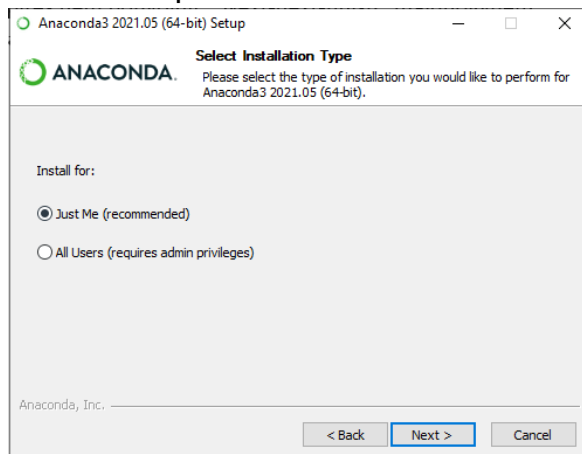 Anaconda3 2021.05 (64-bit) Setup
ANACONDA.
Select Installation Type
Please select the type of installation you would like to perform for
Anaconda3 2021.05 (64-bit).
Install for:
Just Me (recommended)
All Users (requires admin privileges)
Anaconda, Inc.
< Back
Next >
Cancel